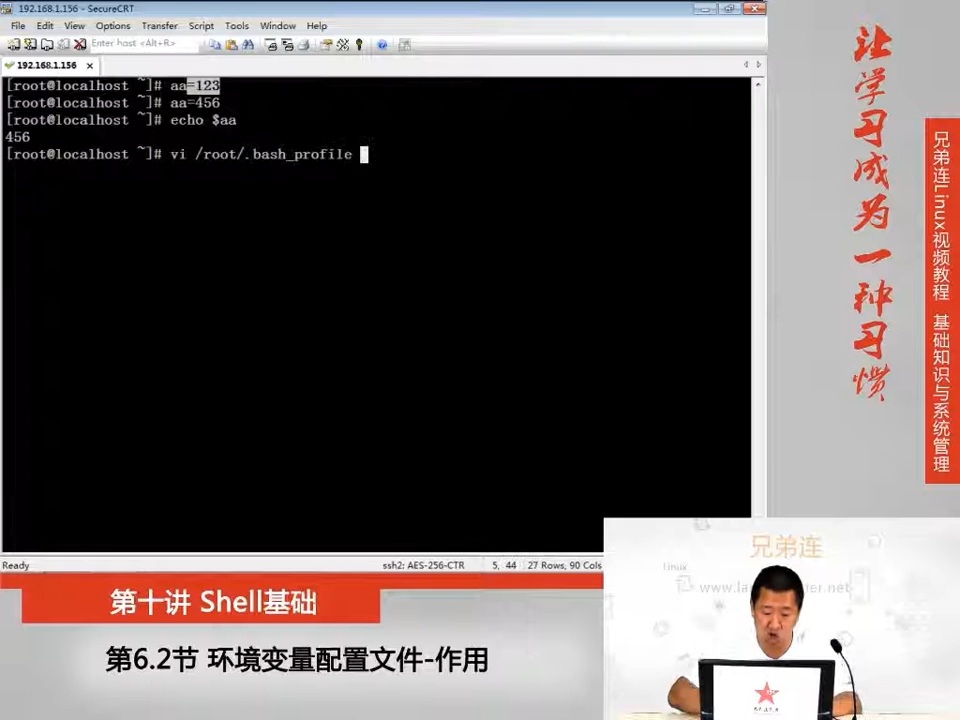 192.168.1.156 - SecureCRT
File Edit View Options Transfer Script Tools Window Help
Enter host <Alt+R>
192.168.1.156
[root@localhost ~]# aa=123
[root@localhost ~]# aa=456
[root@localhost ~]# echo $aa
456
[root@localhost ~]# vi /root/.bash_profile
Ready ssh2: AES-256-CTR 5, 44 27 Rows, 90 Cols
让学习成为一种习惯
兄弟连Linux视频教程 基础知识与系统管理
兄弟连
Linux
第十讲 Shell基础
第6.2节 环境变量配置文件-作用